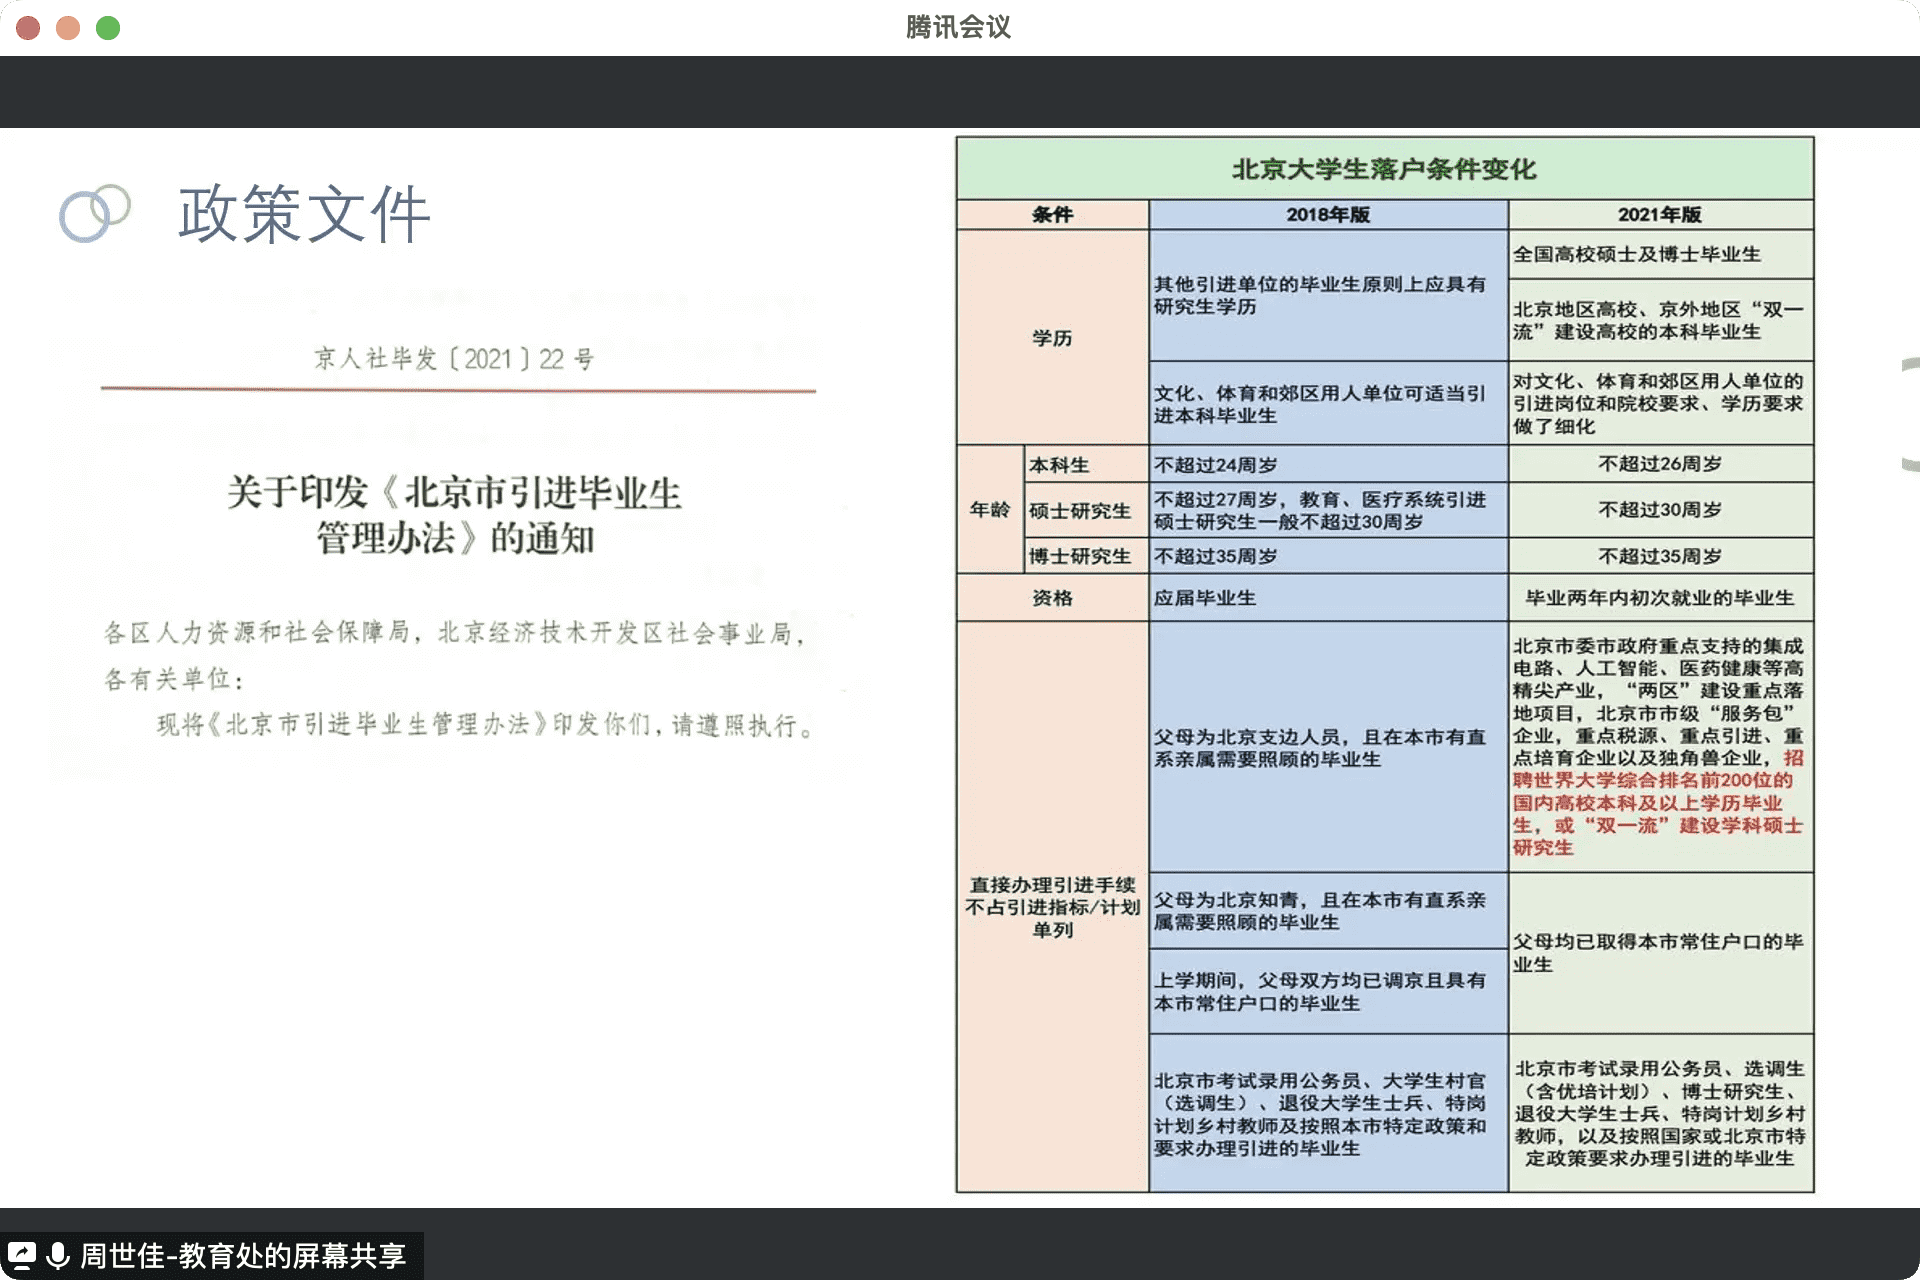 腾讯会议
政策文件
京人社毕发〔2021〕22 号
关于印发《北京市引进毕业生
管理办法》的通知
各区人力资源和社会保障局，北京经济技术开发区社会事业局，
各有关单位：
现将《北京市引进毕业生管理办法》印发你们，请遵照执行。
北京大学生落户条件变化
条件
2018年版
2021年版
学历
其他引进单位的毕业生原则上应具有
研究生学历
全国高校硕士及博士毕业生
北京地区高校、京外地区“双一
流”建设高校的本科毕业生
文化、体育和郊区用人单位可适当引
进本科毕业生
对文化、体育和郊区用人单位的
引进岗位和院校要求、学历要求
做了细化
年龄
本科生
不超过24周岁
不超过26周岁
硕士研究生
不超过27周岁，教育、医疗系统引进
硕士研究生一般不超过30周岁
不超过30周岁
博士研究生
不超过35周岁
不超过35周岁
资格
应届毕业生
毕业两年内初次就业的毕业生
直接办理引进手续
不占引进指标/计划
单列
父母为北京支边人员，且在本市有直
系亲属需要照顾的毕业生
北京市委市政府重点支持的集成
电路、人工智能、医药健康等高
精尖产业，“两区”建设重点落
地项目，北京市市级“服务包”
企业，重点税源、重点引进、重
点培育企业以及独角兽企业，招
聘世界大学综合排名前200位的
国内高校本科及以上学历毕业
生，或“双一流”建设学科硕士
研究生
父母为北京知青，且在本市有直系亲
属需要照顾的毕业生
上学期间，父母双方均已调京且具有
本市常住户口的毕业生
父母均已取得本市常住户口的毕
业生
北京市考试录用公务员、大学生村官
（选调生）、退役大学生士兵、特岗
计划乡村教师及按照本市特定政策和
要求办理引进的毕业生
北京市考试录用公务员、选调生
（含优培计划）、博士研究生、
退役大学生士兵、特岗计划乡村
教师，以及按照国家或北京市特
定政策要求办理引进的毕业生
周世佳-教育处的屏幕共享